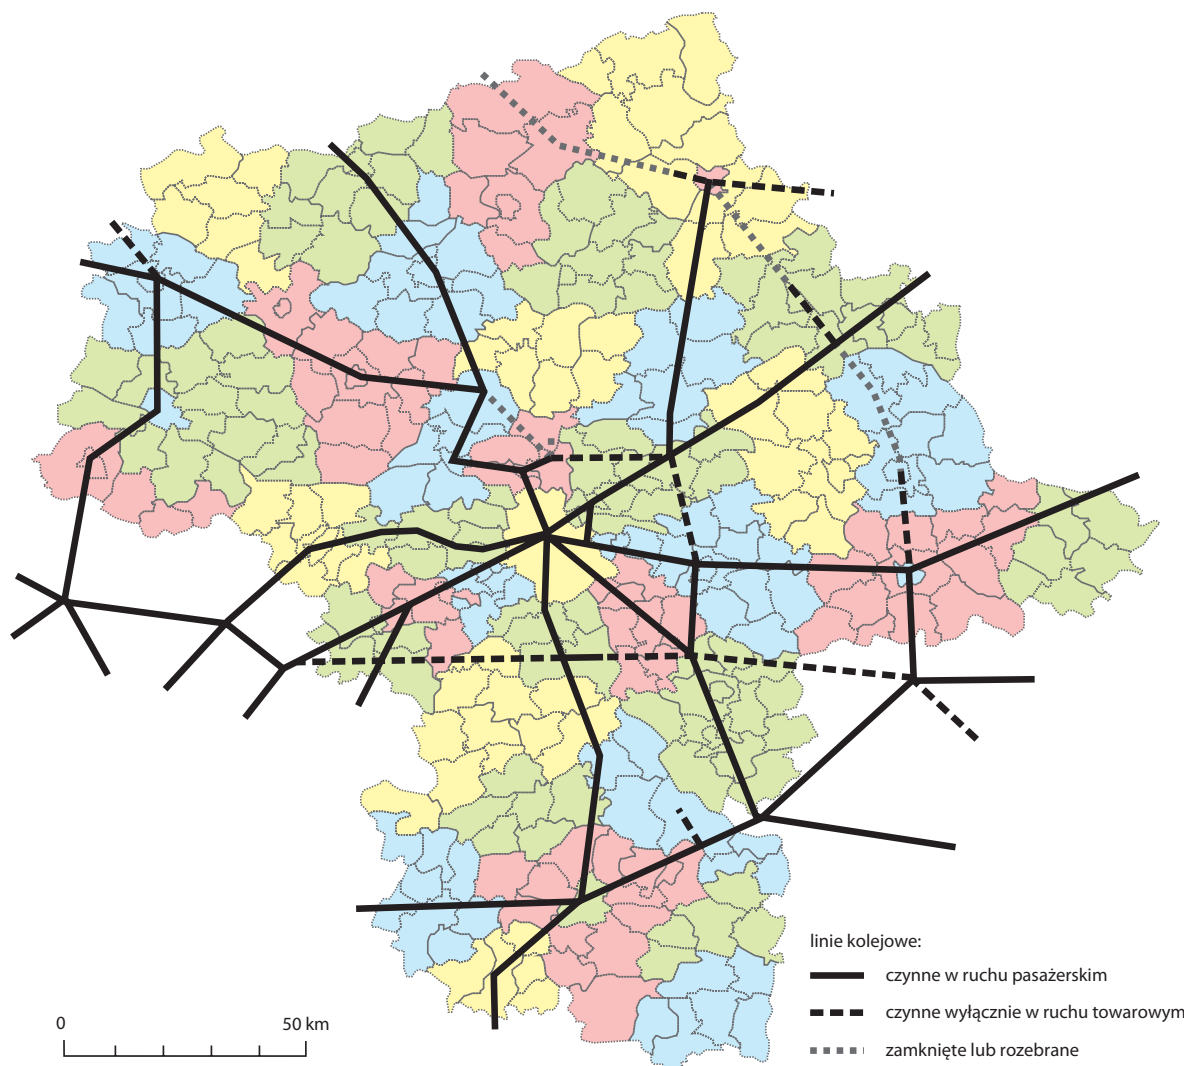 linie kolejowe:
czynne w ruchu pasażerskim
czynne wyłącznie w ruchu towarowym
zamknięte lub rozebrane
0 50 km